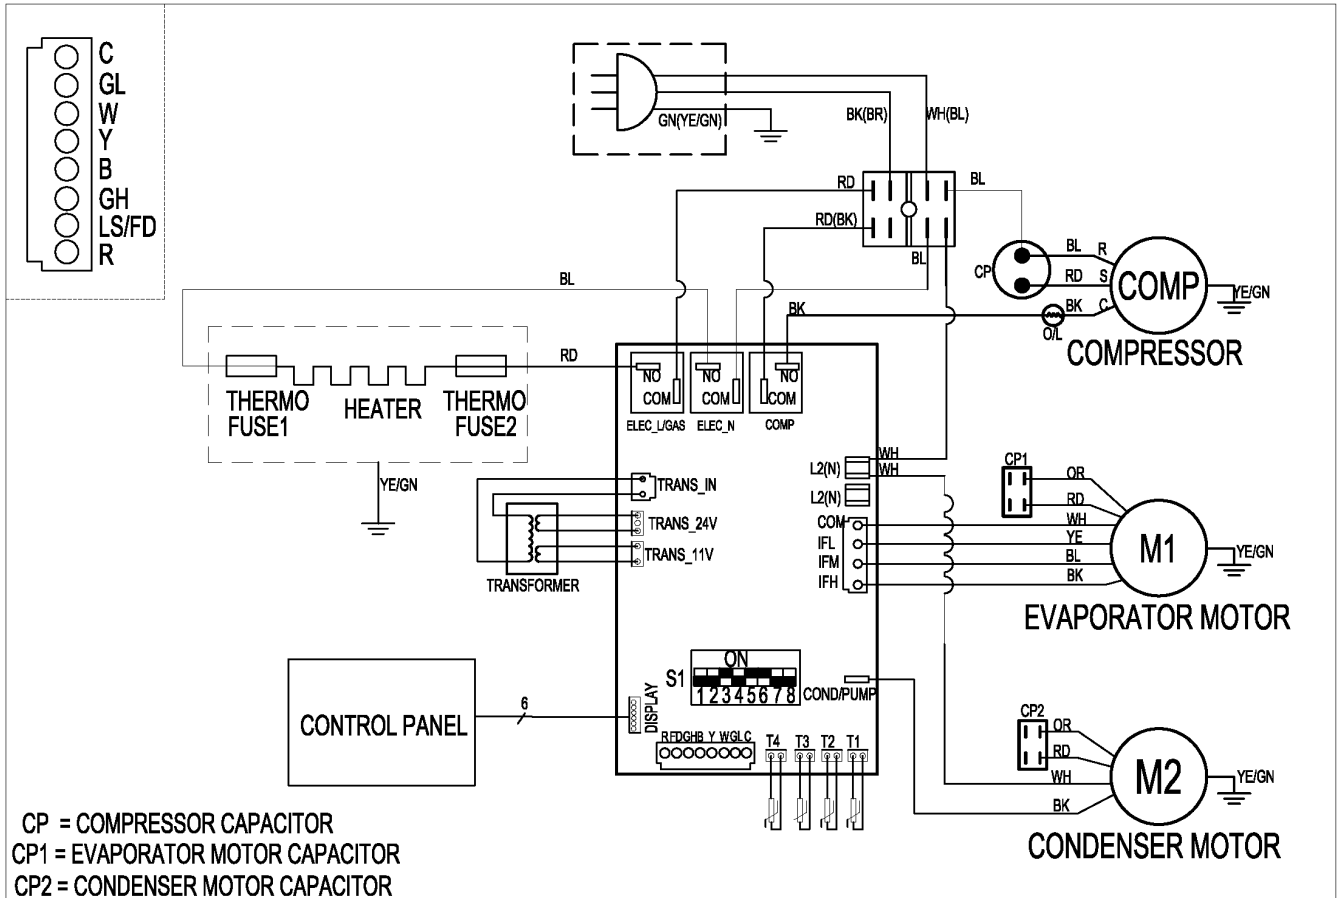 C
GL
W
Y
B
GH
LS/FD
R
GN(YE/GN)
BK(BR)
WH(BL)
RD
BL
RD(BK)
BL
CP
BL R
RD S
BK C
O/L
COMP
YE/GN
COMPRESSOR
BL
BK
RD
THERMO
FUSE1
HEATER
THERMO
FUSE2
YE/GN
NO
COM
ELEC_L/GAS
NO
COM
ELEC_N
NO
COM
COMP
TRANS_IN
TRANS_24V
TRANS_11V
TRANSFORMER
L2(N)
WH
WH
L2(N)
COM
IFL
IFM
IFH
CP1
OR
RD
WH
YE
BL
BK
M1
YE/GN
EVAPORATOR MOTOR
ON
S1
12345678
COND/PUMP
DISPLAY
6
CONTROL PANEL
RFDGHB Y WGLC
T4 T3 T2 T1
CP2
OR
RD
WH
BK
M2
YE/GN
CONDENSER MOTOR
CP = COMPRESSOR CAPACITOR
CP1 = EVAPORATOR MOTOR CAPACITOR
CP2 = CONDENSER MOTOR CAPACITOR